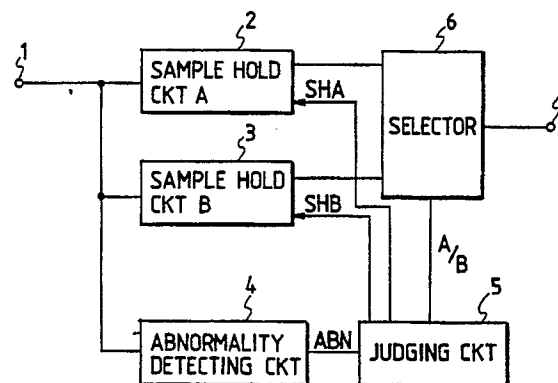 1
2
SAMPLE HOLD
CKT A
SHA
6
SELECTOR
3
SAMPLE HOLD
CKT B
SHB
A/B
4
ABNORMALITY
DETECTING CKT
ABN
5
JUDGING CKT